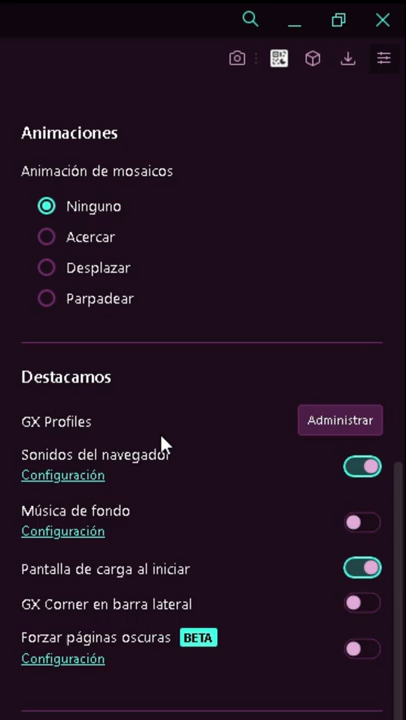 Animaciones
Animación de mosaicos
Ninguno
Acercar
Desplazar
Parpadear
Destacamos
GX Profiles
Administrar
Sonidos del navegador
Configuración
Música de fondo
Configuración
Pantalla de carga al iniciar
GX Corner en barra lateral
Forzar páginas oscuras BETA
Configuración